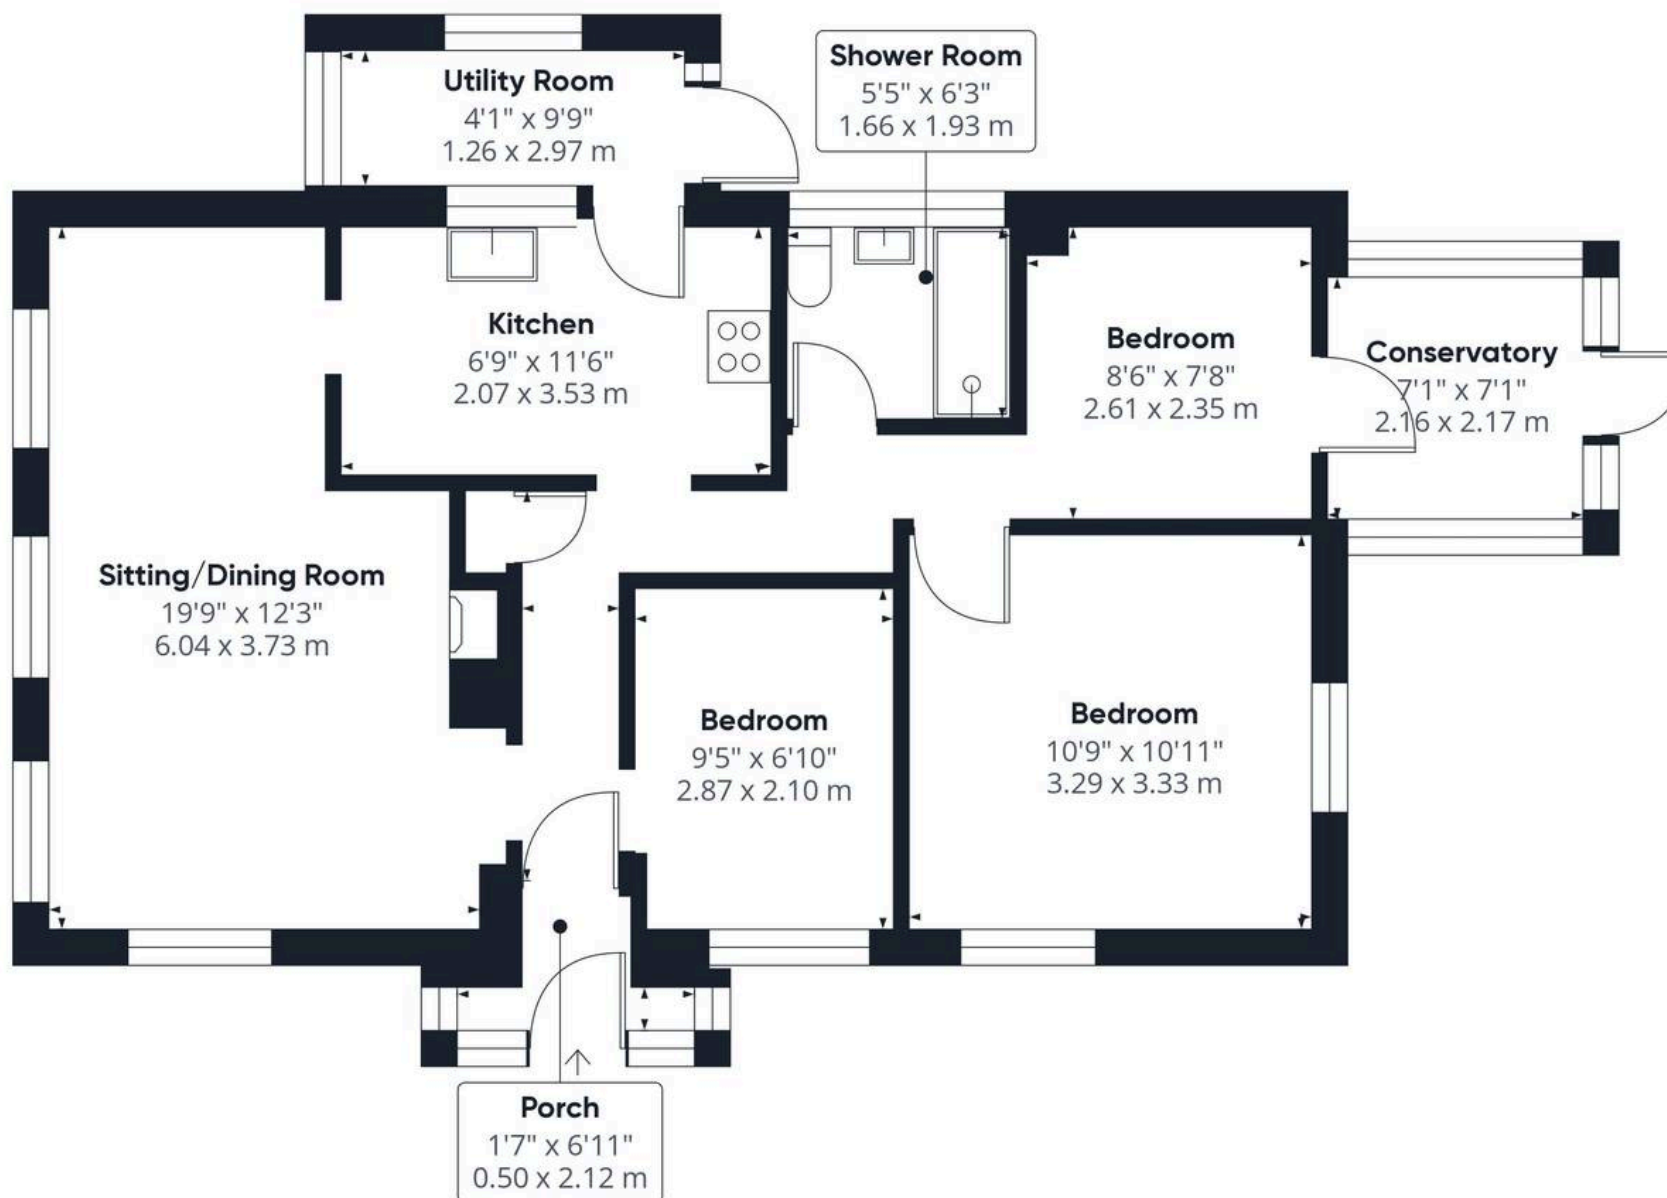 Utility Room
4'1" x 9'9"
1.26 x 2.97 m
Shower Room
5'5" x 6'3"
1.66 x 1.93 m
Kitchen
6'9" x 11'6"
2.07 x 3.53 m
Bedroom
8'6" x 7'8"
2.61 x 2.35 m
Conservatory
7'1" x 7'1"
2.16 x 2.17 m
Sitting/Dining Room
19'9" x 12'3"
6.04 x 3.73 m
Bedroom
9'5" x 6'10"
2.87 x 2.10 m
Bedroom
10'9" x 10'11"
3.29 x 3.33 m
Porch
1'7" x 6'11"
0.50 x 2.12 m